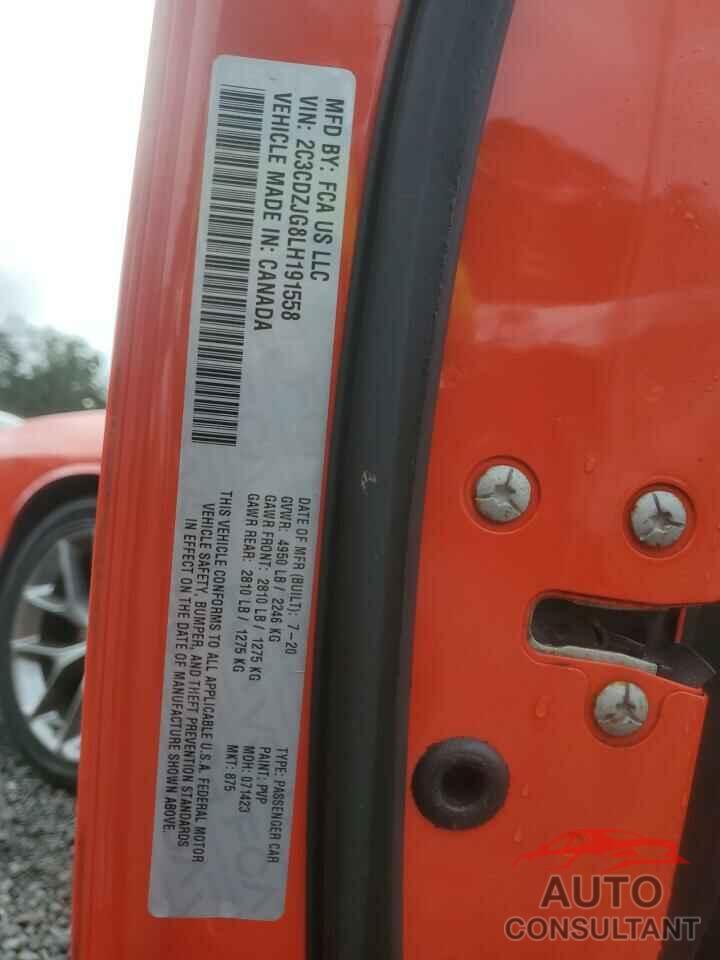 MFD BY: FCA US LLC
VIN: 2C3CDZJG8LH191558
VEHICLE MADE IN: CANADA
DATE OF MFR (BUILT): 7-20
GVWR: 4950 LB / 2246 KG
GAWR FRONT: 2810 LB / 1275 KG
GAWR REAR: 2810 LB / 1275 KG
THIS VEHICLE CONFORMS TO ALL APPLICABLE U.S.A. FEDERAL MOTOR
VEHICLE SAFETY, BUMPER, AND THEFT PREVENTION STANDARDS
IN EFFECT ON THE DATE OF MANUFACTURE SHOWN ABOVE.
TYPE: PASSENGER CAR
PAINT: PVP
MDH: 071423
MKT: 875
AUTO
CONSULTANT